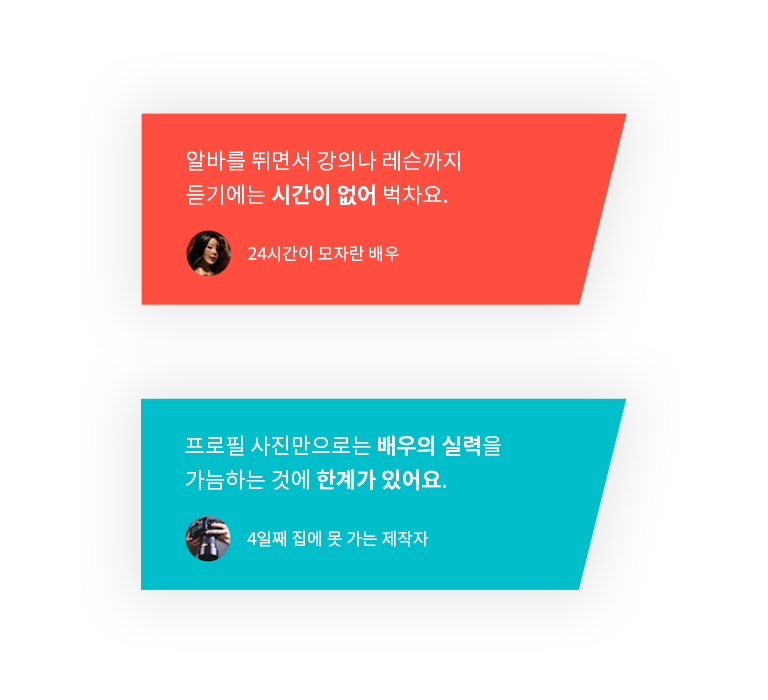 알바를 뛰면서 강의나 레슨까지
듣기에는 시간이 없어 벅차요.
24시간이 모자란 배우
프로필 사진만으로는 배우의 실력을
가늠하는 것에 한계가 있어요.
4일째 집에 못 가는 제작자